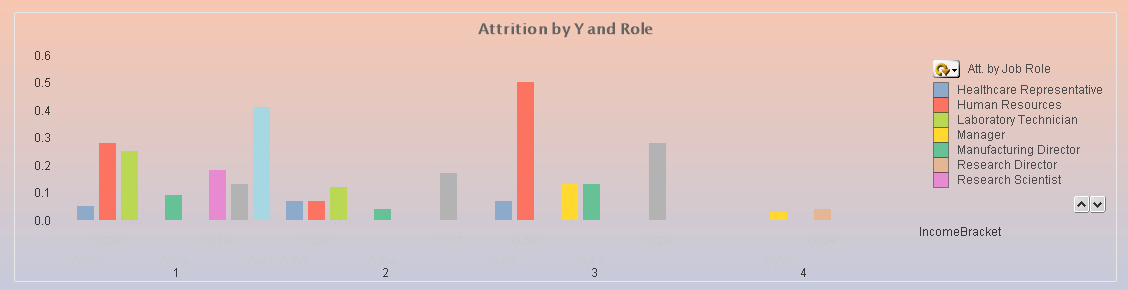 Attrition by Y and Role
0.6
0.5
0.4
0.3
0.2
0.1
0.0
Att. by Job Role
Healthcare Representative
Human Resources
Laboratory Technician
Manager
Manufacturing Director
Research Director
Research Scientist
IncomeBracket
1 2 3 4